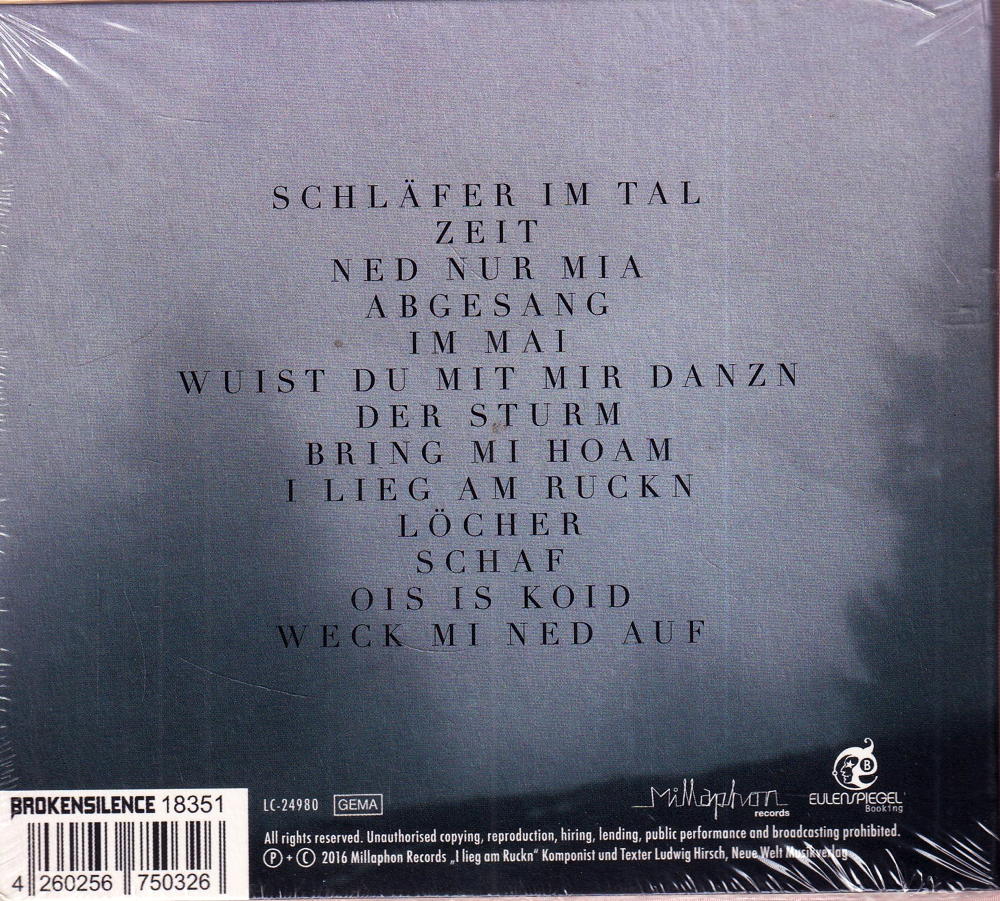 SCHLÄFER IM TAL
ZEIT
NED NUR MIA
ABGESANG
IM MAI
WUIST DU MIT MIR DANZN
DER STURM
BRING MI HOAM
I LIEG AM RUCKN
LÖCHER
SCHAF
OIS IS KOID
WECK MI NED AUF
BROKENSILENCE 18351
4 260256 750326
LC-24980 GEMA
Millaphon
records
B
EULENSPIEGEL
Booking
All rights reserved. Unauthorised copying, reproduction, hiring, lending, public performance and broadcasting prohibited.
Ⓟ + Ⓒ 2016 Millaphon Records „I lieg am Ruckn“ Komponist und Texter Ludwig Hirsch, Neue Welt Musikverlag